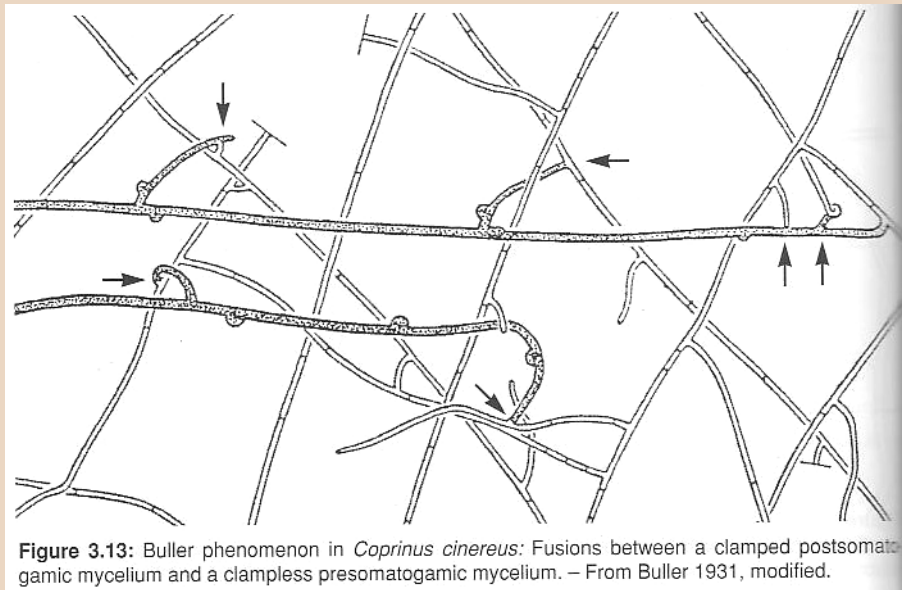 Figure 3.13: Buller phenomenon in Coprinus cinereus: Fusions between a clamped postsomato-
gamic mycelium and a clampless presomatogamic mycelium. – From Buller 1931, modified.